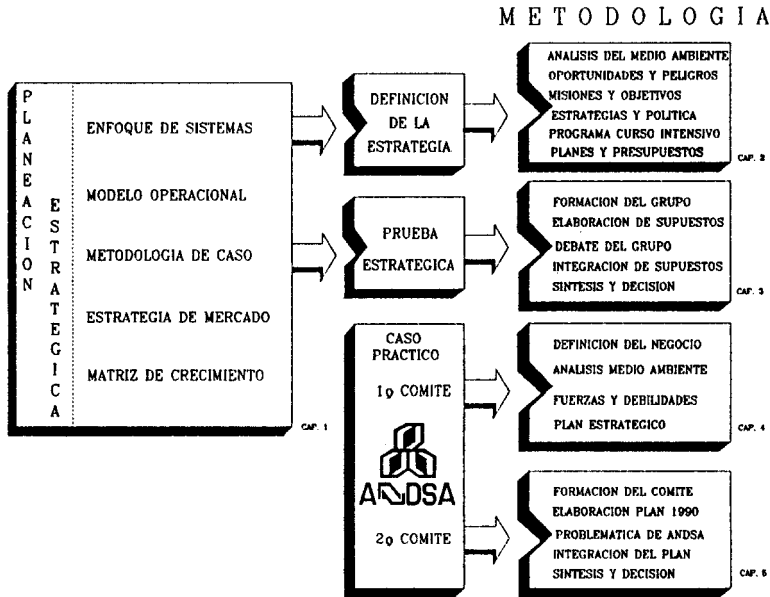 METODOLOGIA
PLANEACION
ESTRATEGICA
ENFOQUE DE SISTEMAS
MODELO OPERACIONAL
METODOLOGIA DE CASO
ESTRATEGIA DE MERCADO
MATRIZ DE CRECIMIENTO
CAP. 1
DEFINICION
DE LA
ESTRATEGIA
ANALISIS DEL MEDIO AMBIENTE
OPORTUNIDADES Y PELIGROS
MISIONES Y OBJETIVOS
ESTRATEGIAS Y POLITICA
PROGRAMA CURSO INTENSIVO
PLANES Y PRESUPUESTOS
CAP. 2
PRUEBA
ESTRATEGICA
FORMACION DEL GRUPO
ELABORACION DE SUPUESTOS
DEBATE DEL GRUPO
INTEGRACION DE SUPUESTOS
SINTESIS Y DECISION
CAP. 3
CASO
PRACTICO
1o COMITE
ANDSA
2o COMITE
DEFINICION DEL NEGOCIO
ANALISIS MEDIO AMBIENTE
FUERZAS Y DEBILIDADES
PLAN ESTRATEGICO
CAP. 4
FORMACION DEL COMITE
ELABORACION PLAN 1990
PROBLEMATICA DE ANDSA
INTEGRACION DEL PLAN
SINTESIS Y DECISION
CAP. 5